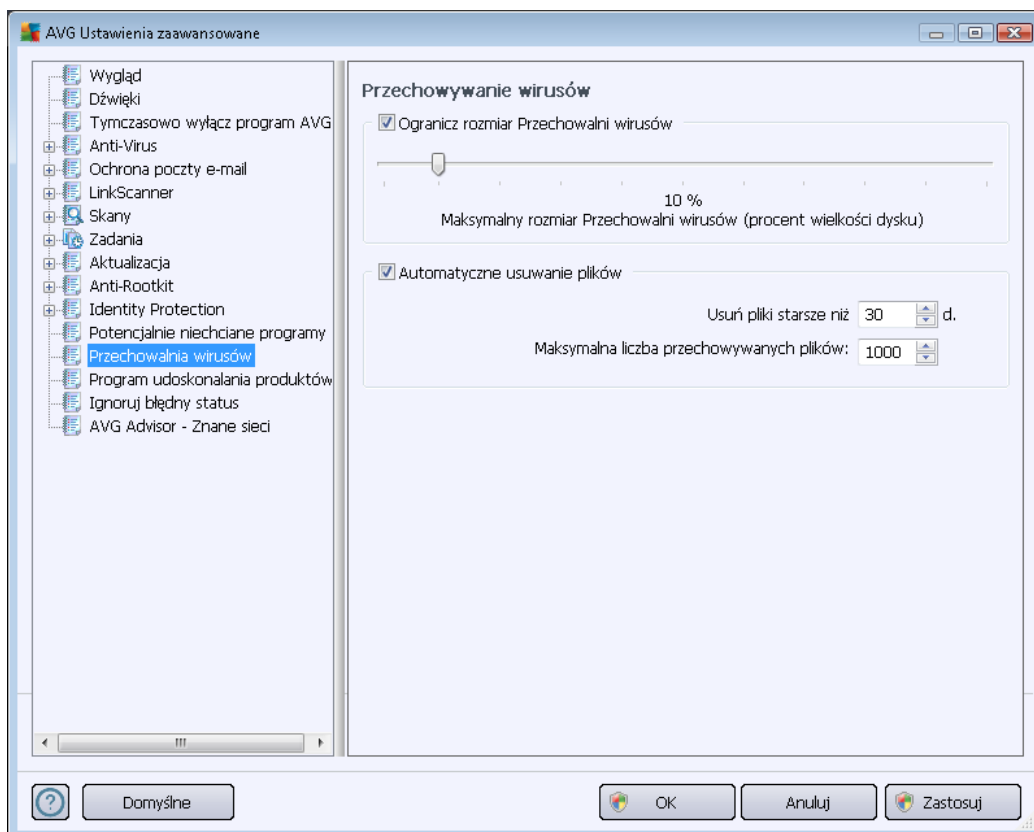 AVG Ustawienia zaawansowane
Wygląd
Dźwięki
Tymczasowo wyłącz program AVG
Anti-Virus
Ochrona poczty e-mail
LinkScanner
Skany
Zadania
Aktualizacja
Anti-Rootkit
Identity Protection
Potencjalnie niechciane programy
Przechowalnia wirusów
Program udoskonalania produktów
Ignoruj błędny status
AVG Advisor - Znane sieci
Przechowywanie wirusów
Ogranicz rozmiar Przechowalni wirusów
10 %
Maksymalny rozmiar Przechowalni wirusów (procent wielkości dysku)
Automatyczne usuwanie plików
Usuń pliki starsze niż 30 d.
Maksymalna liczba przechowywanych plików: 1000
? Domyślne OK Anuluj Zastosuj